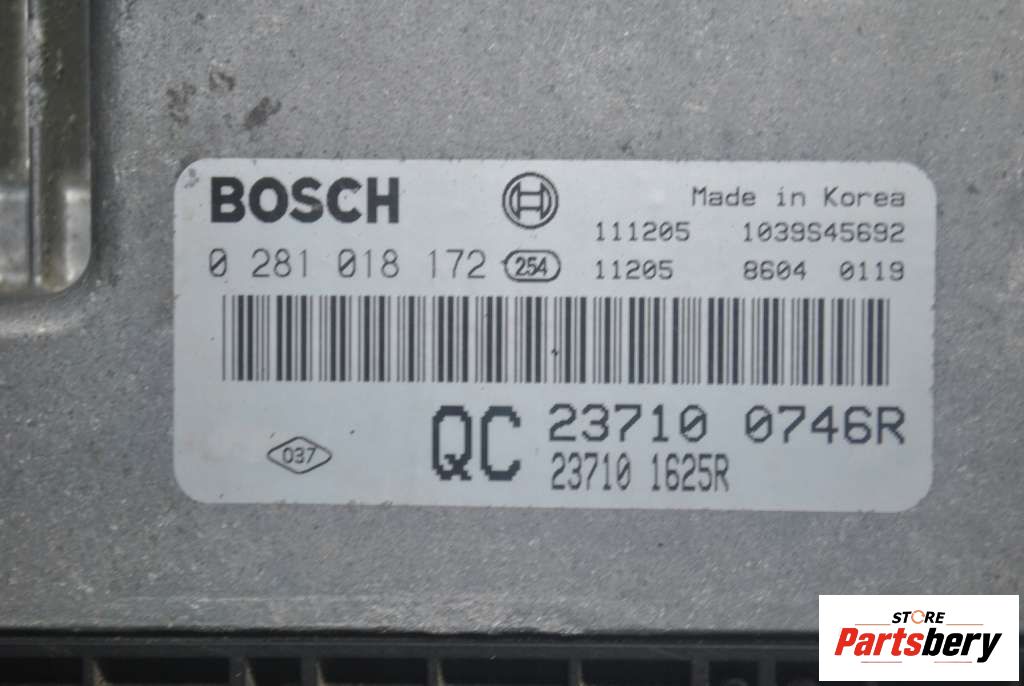 BOSCH
Made in Korea
111205 1039S45692
0 281 018 172 254 11205 8604 0119
037
QC 23710 0746R
23710 1625R
STORE
Partsbery